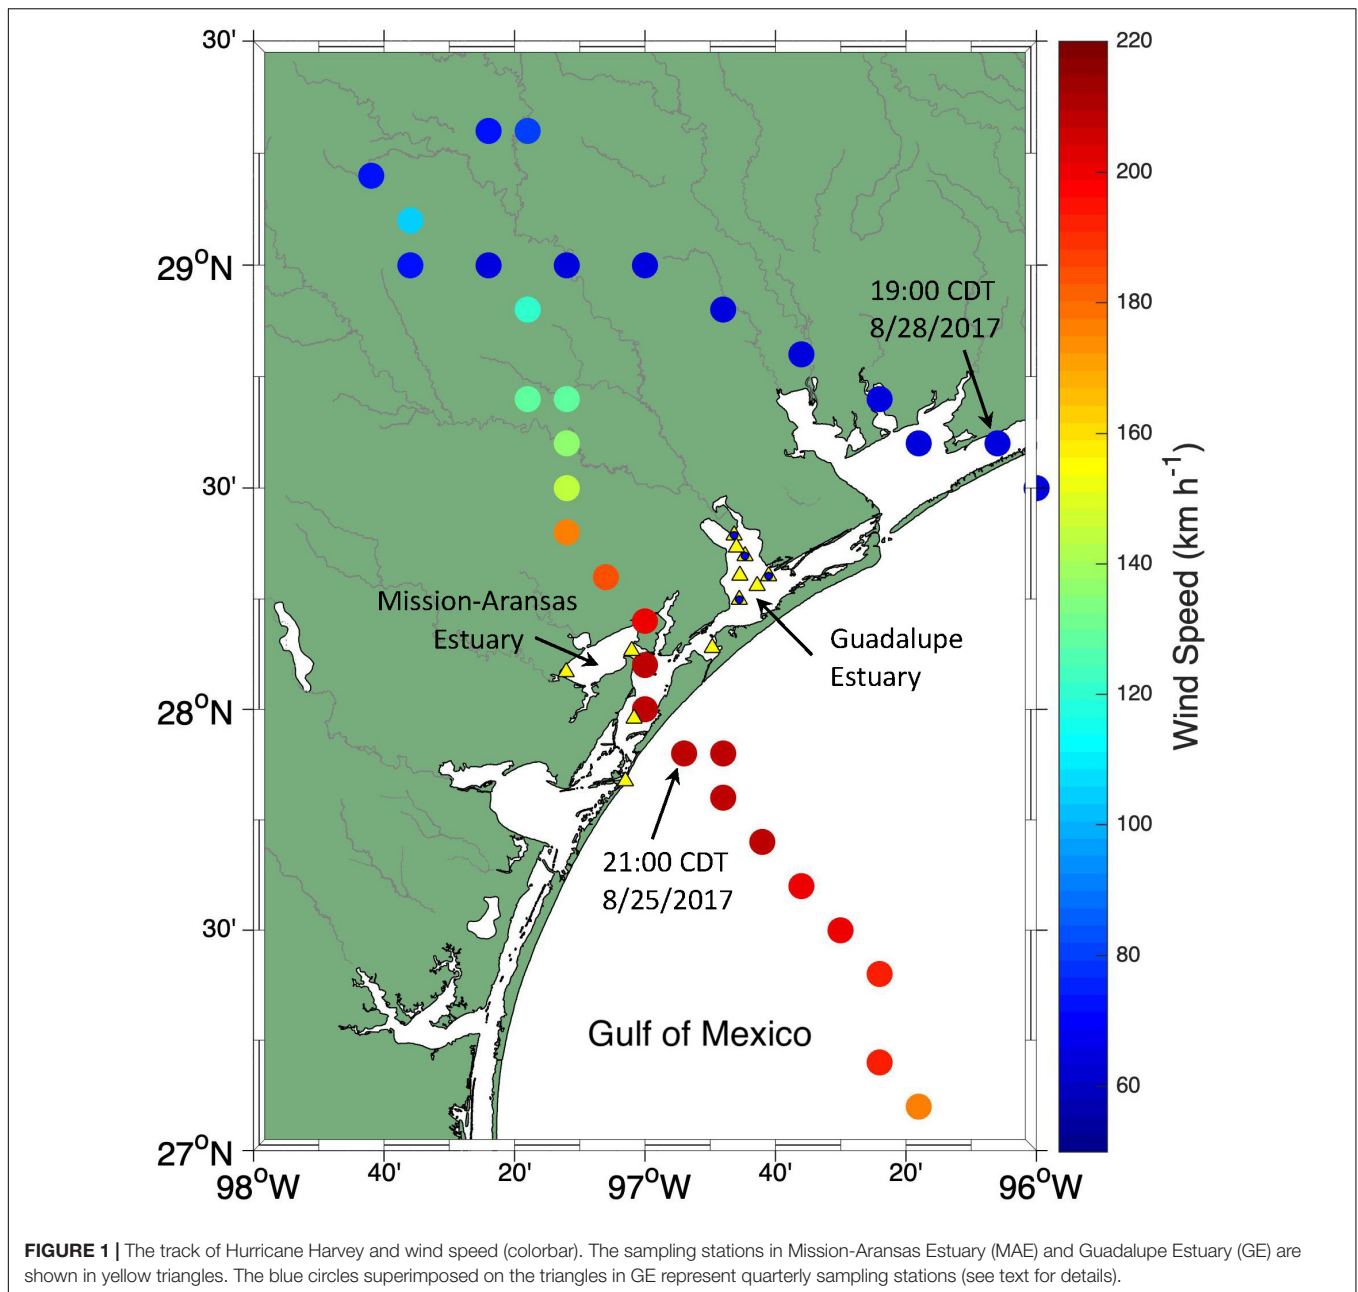 30'
29°N
30'
28°N
30'
27°N
98°W
40'
20'
97°W
40'
20'
96°W
19:00 CDT
8/28/2017
Mission-Aransas
Estuary
Guadalupe
Estuary
21:00 CDT
8/25/2017
Gulf of Mexico
220
200
180
160
140
120
100
80
60
Wind Speed (km h⁻¹)
FIGURE 1 | The track of Hurricane Harvey and wind speed (colorbar). The sampling stations in Mission-Aransas Estuary (MAE) and Guadalupe Estuary (GE) are
shown in yellow triangles. The blue circles superimposed on the triangles in GE represent quarterly sampling stations (see text for details).